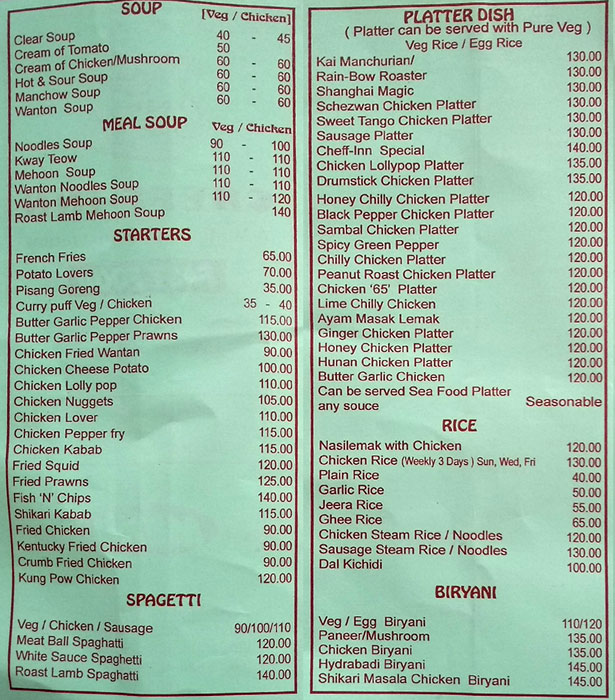 SOUP [Veg / Chicken]
Clear Soup 40 - 45
Cream of Tomato 50
Cream of Chicken/Mushroom 60 - 60
Hot & Sour Soup 60 - 60
Manchow Soup 60 - 60
Wanton Soup 60 - 60
MEAL SOUP Veg / Chicken
Noodles Soup 90 - 100
Kway Teow 110 - 110
Mehoon Soup 110 - 110
Wanton Noodles Soup 110 - 110
Wanton Mehoon Soup 110 - 120
Roast Lamb Mehoon Soup 140
STARTERS
French Fries 65.00
Potato Lovers 70.00
Pisang Goreng 35.00
Curry puff Veg / Chicken 35 - 40
Butter Garlic Pepper Chicken 115.00
Butter Garlic Pepper Prawns 130.00
Chicken Fried Wantan 90.00
Chicken Cheese Potato 100.00
Chicken Lolly pop 110.00
Chicken Nuggets 105.00
Chicken Lover 110.00
Chicken Pepper fry 115.00
Chicken Kabab 115.00
Fried Squid 120.00
Fried Prawns 125.00
Fish 'N' Chips 140.00
Shikari Kabab 115.00
Fried Chicken 90.00
Kentucky Fried Chicken 90.00
Crumb Fried Chicken 90.00
Kung Pow Chicken 120.00
SPAGETTI
Veg / Chicken / Sausage 90/100/110
Meat Ball Spaghatti 120.00
White Sauce Spaghetti 120.00
Roast Lamb Spaghetti 140.00
PLATTER DISH
( Platter can be served with Pure Veg )
Veg Rice / Egg Rice
Kai Manchurian/ 130.00
Rain-Bow Roaster 130.00
Shanghai Magic 130.00
Schezwan Chicken Platter 130.00
Sweet Tango Chicken Platter 130.00
Sausage Platter 130.00
Cheff-Inn Special 140.00
Chicken Lollypop Platter 135.00
Drumstick Chicken Platter 135.00
Honey Chilly Chicken Platter 120.00
Black Pepper Chicken Platter 120.00
Sambal Chicken Platter 120.00
Spicy Green Pepper 120.00
Chilly Chicken Platter 120.00
Peanut Roast Chicken Platter 120.00
Chicken '65' Platter 120.00
Lime Chilly Chicken 120.00
Ayam Masak Lemak 120.00
Ginger Chicken Platter 120.00
Honey Chicken Platter 120.00
Hunan Chicken Platter 120.00
Butter Garlic Chicken 120.00
Can be served Sea Food Platter
any souce Seasonable
RICE
Nasilemak with Chicken 120.00
Chicken Rice (Weekly 3 Days ) Sun, Wed, Fri 130.00
Plain Rice 40.00
Garlic Rice 50.00
Jeera Rice 55.00
Ghee Rice 65.00
Chicken Steam Rice / Noodles 120.00
Sausage Steam Rice / Noodles 130.00
Dal Kichidi 100.00
BIRYANI
Veg / Egg Biryani 110/120
Paneer/Mushroom 135.00
Chicken Biryani 135.00
Hydrabadi Biryani 145.00
Shikari Masala Chicken Biryani 145.00